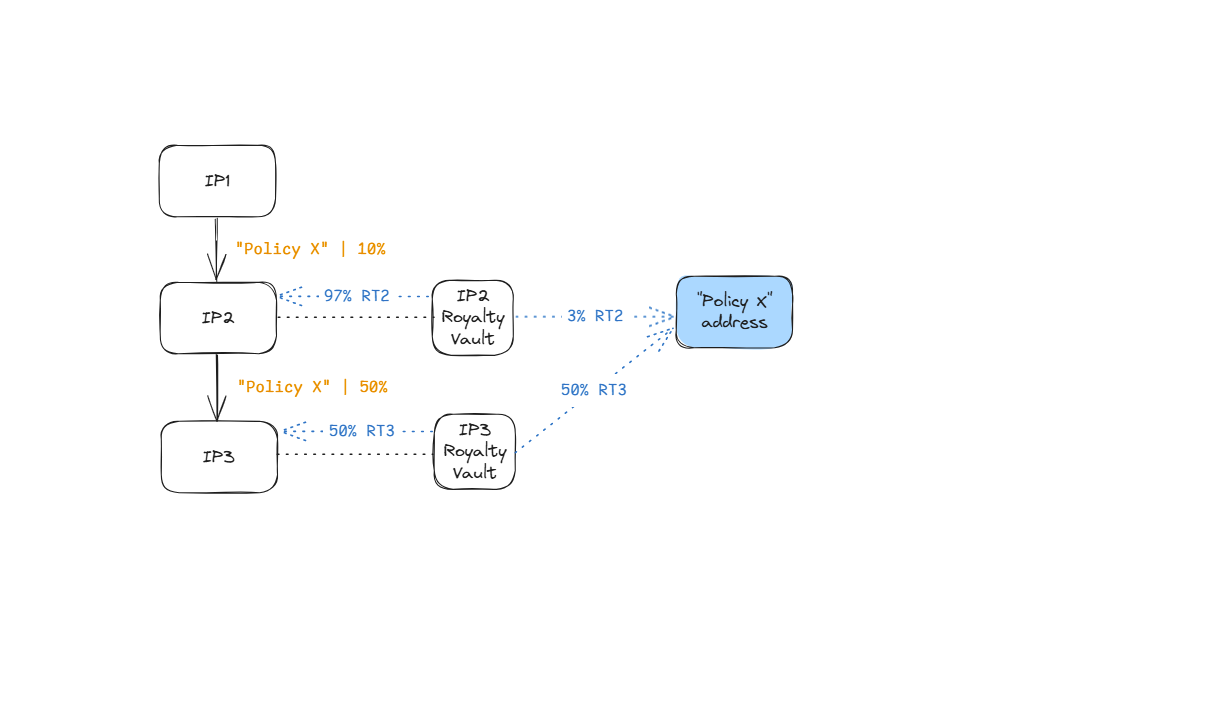 IP1
"Policy X" | 10%
IP2
97% RT2
IP2
Royalty
Vault
3% RT2
"Policy X"
address
"Policy X" | 50%
50% RT3
IP3
50% RT3
IP3
Royalty
Vault